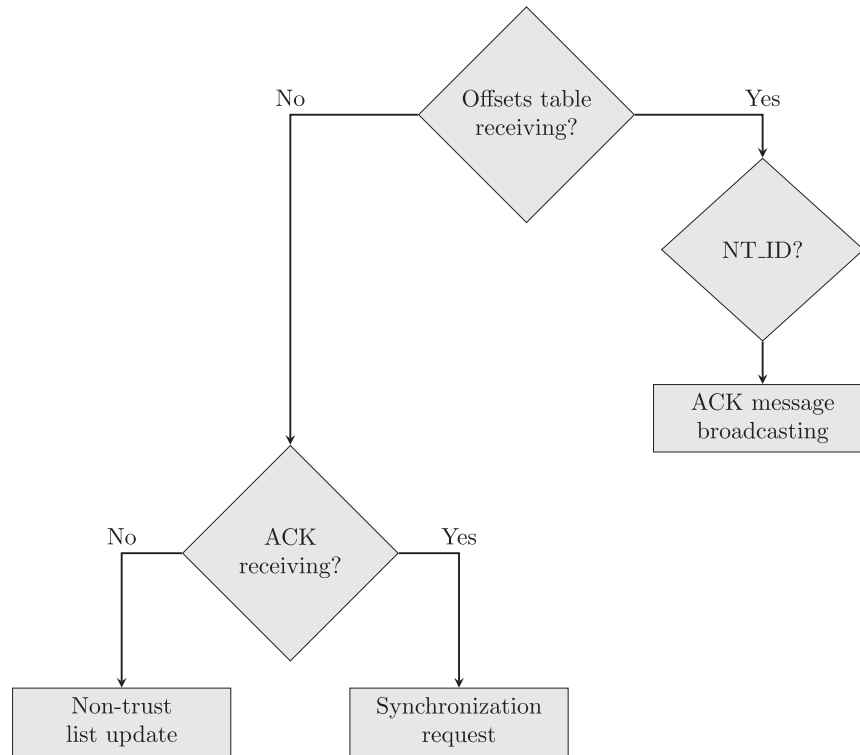 Offsets table
receiving?
No
Yes
NT_ID?
ACK message
broadcasting
ACK
receiving?
No
Yes
Non-trust
list update
Synchronization
request